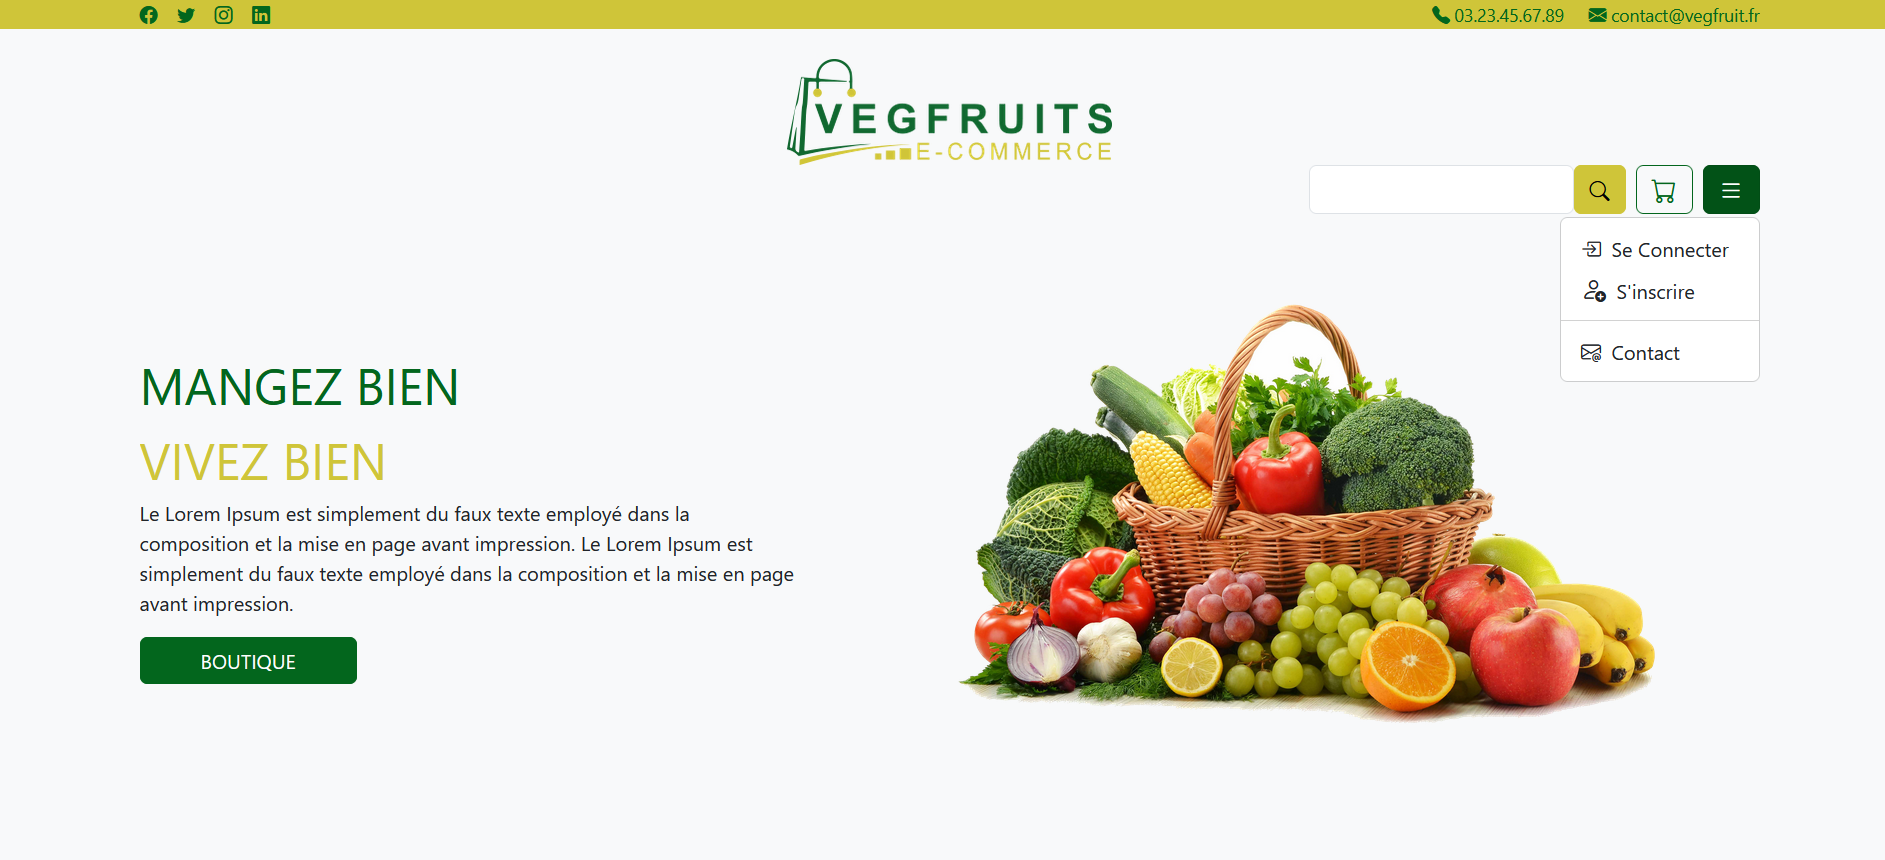 03.23.45.67.89 contact@vegfruit.fr
VEGFRUITS
E-COMMERCE
Se Connecter
S'inscrire
Contact
MANGEZ BIEN
VIVEZ BIEN
Le Lorem Ipsum est simplement du faux texte employé dans la
composition et la mise en page avant impression. Le Lorem Ipsum est
simplement du faux texte employé dans la composition et la mise en page
avant impression.
BOUTIQUE